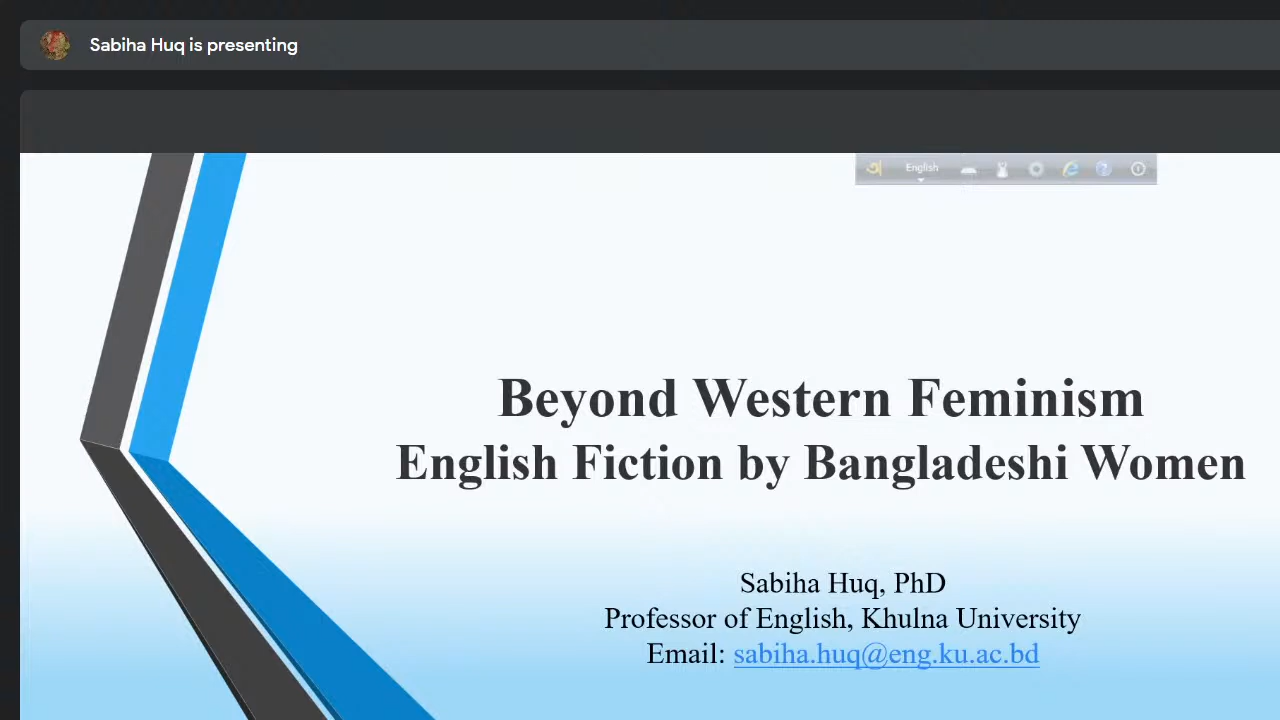 Sabiha Huq is presenting
অ English
Beyond Western Feminism
English Fiction by Bangladeshi Women
Sabiha Huq, PhD
Professor of English, Khulna University
Email: sabiha.huq@eng.ku.ac.bd